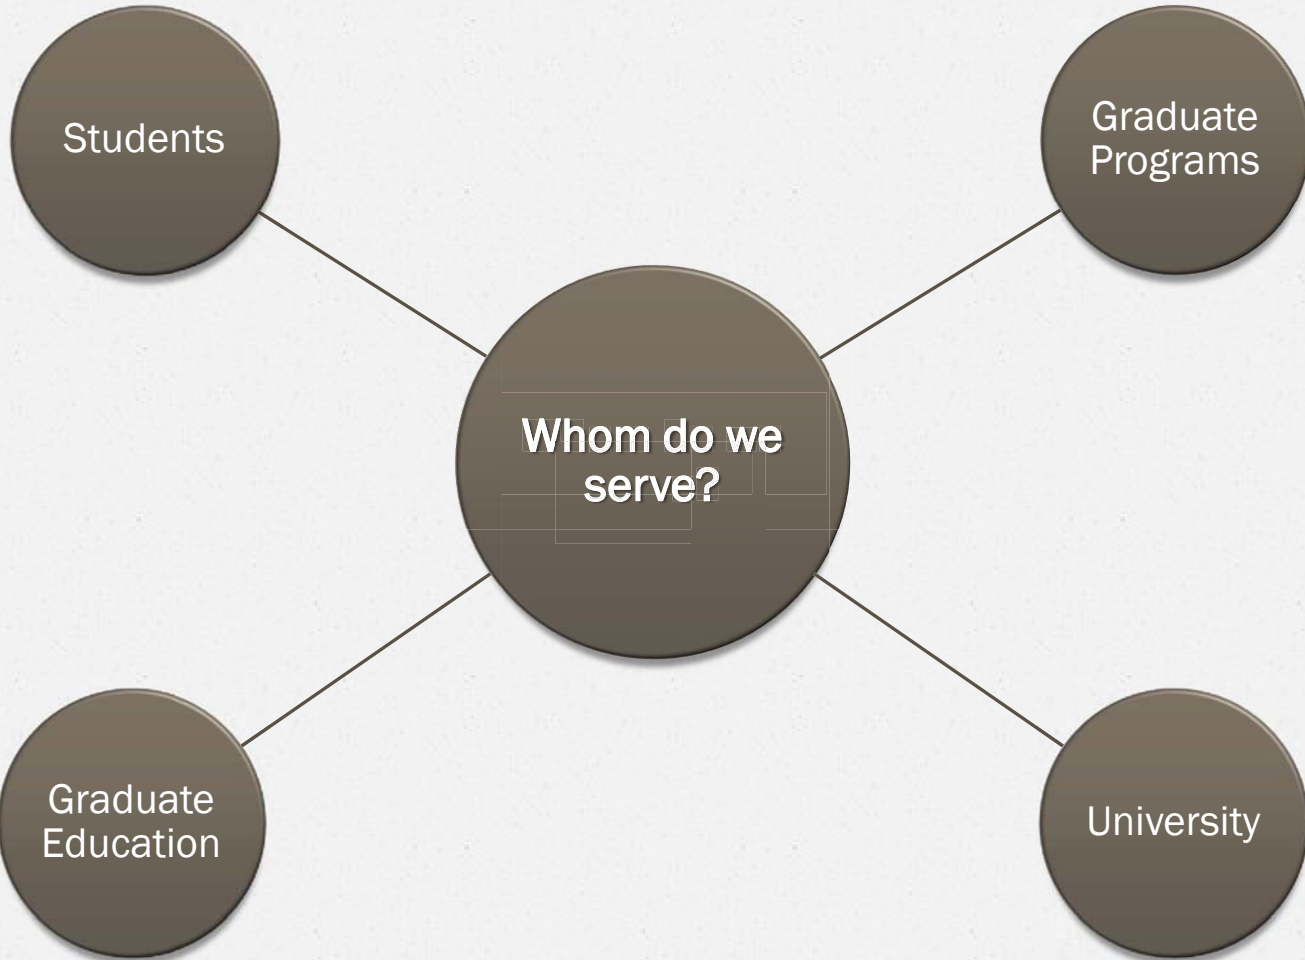 Students
Graduate
Programs
Whom do we
serve?
Graduate
Education
University